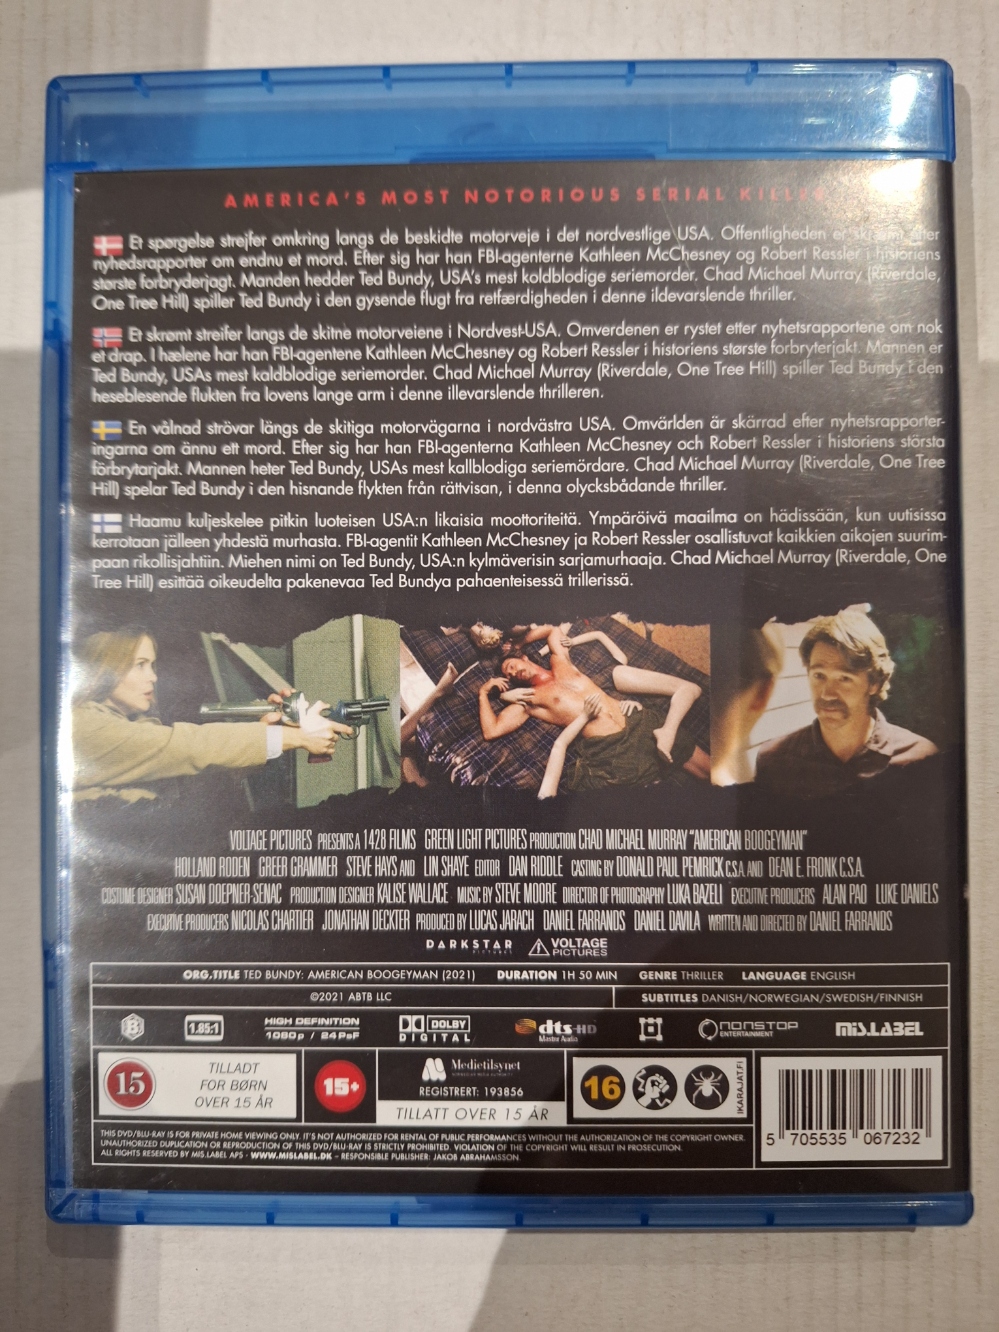 AMERICA'S MOST NOTORIOUS SERIAL KILLER
Et spørgelse strejfer omkring langs de beskidte motorveje i det nordvestlige USA. Offentligheden er skræmt efter
nyhedsrapporter om endnu et mord. Efter sig har han FBI-agenterne Kathleen McChesney og Robert Ressler i historiens
største forbryderjagt. Manden hedder Ted Bundy, USA's mest koldblodige seriemorder. Chad Michael Murray (Riverdale,
One Tree Hill) spiller Ted Bundy i den gysende flugt fra retfærdigheden i denne ildevarslende thriller.
Et skrømt streifer langs de skitne motorveiene i Nordvest-USA. Omverdenen er rystet etter nyhetsrapportene om nok
et drap. I hælene har han FBI-agentene Kathleen McChesney og Robert Ressler i historiens største forbryterjakt. Mannen er
Ted Bundy, USAs mest kaldblodige seriemorder. Chad Michael Murray (Riverdale, One Tree Hill) spiller Ted Bundy i den
heseblesende flukten fra lovens lange arm i denne illevarslende thrilleren.
En vålnad strövar längs de skitiga motorvägarna i nordvästra USA. Omvärlden är skärrad efter nyhetsrapporter-
ingarna om ännu ett mord. Efter sig har han FBI-agenterna Kathleen McChesney och Robert Ressler i historiens största
förbrytarjakt. Mannen heter Ted Bundy, USAs mest kallblodiga seriemördare. Chad Michael Murray (Riverdale, One Tree
Hill) spelar Ted Bundy i den hisnande flykten från rättvisan, i denna olycksbådande thriller.
Haamu kuljeskelee pitkin luoteisen USA:n likaisia moottoriteitä. Ympäröivä maailma on hädissään, kun uutisissa
kerrotaan jälleen yhdestä murhasta. FBI-agentit Kathleen McChesney ja Robert Ressler osallistuvat kaikkien aikojen suurim-
paan rikollisjahtiin. Miehen nimi on Ted Bundy, USA:n kylmäverisin sarjamurhaaja. Chad Michael Murray (Riverdale, One
Tree Hill) esittää oikeudelta pakenevaa Ted Bundya pahaenteisessä trillerissä.
VOLTAGE PICTURES PRESENTS A 1428 FILMS GREEN LIGHT PICTURES PRODUCTION CHAD MICHAEL MURRAY "AMERICAN BOOGEYMAN"
HOLLAND RODEN GREER GRAMMER STEVE HAYS AND LIN SHAYE EDITOR DAN RIDDLE CASTING BY DONALD PAUL PEMRICK C.S.A. AND DEAN E. FRONK C.S.A.
COSTUME DESIGNER SUSAN DOEPNER-SENAC PRODUCTION DESIGNER KALISE WALLACE MUSIC BY STEVE MOORE DIRECTOR OF PHOTOGRAPHY LUKA BAZELI EXECUTIVE PRODUCERS ALAN PAO LUKE DANIELS
EXECUTIVE PRODUCERS NICOLAS CHARTIER JONATHAN DECKTER PRODUCED BY LUCAS JARACH DANIEL FARRANDS DANIEL DAVILA WRITTEN AND DIRECTED BY DANIEL FARRANDS
DARKSTAR PICTURES VOLTAGE PICTURES
ORG.TITLE TED BUNDY: AMERICAN BOOGEYMAN (2021) DURATION 1H 50 MIN GENRE THRILLER LANGUAGE ENGLISH
©2021 ABTB LLC SUBTITLES DANISH/NORWEGIAN/SWEDISH/FINNISH
B 1.85:1 HIGH DEFINITION 1080p / 24PsF DOLBY DIGITAL dts-HD Master Audio NONSTOP ENTERTAINMENT MIS.LABEL
15 TILLADT FOR BØRN OVER 15 ÅR
15+
Medietilsynet
REGISTRERT: 193856
TILLATT OVER 15 ÅR
16 IKARAJAT.FI
5 705535 067232
THIS DVD/BLU-RAY IS FOR PRIVATE HOME VIEWING ONLY. IT'S NOT AUTHORIZED FOR RENTAL OF PUBLIC PERFORMANCES WITHOUT THE AUTHORIZATION OF THE COPYRIGHT OWNER.
UNAUTHORIZED DUPLICATION OR REPRODUCTION OF THIS DVD/BLU-RAY IS STRICTLY PROHIBITED. VIOLATION OF THE COPYRIGHT WILL RESULT IN PROSECUTION.
ALL RIGHTS RESERVED BY MIS.LABEL APS - WWW.MISLABEL.DK - RESPONSIBLE PUBLISHER: JAKOB ABRAHAMSSON.